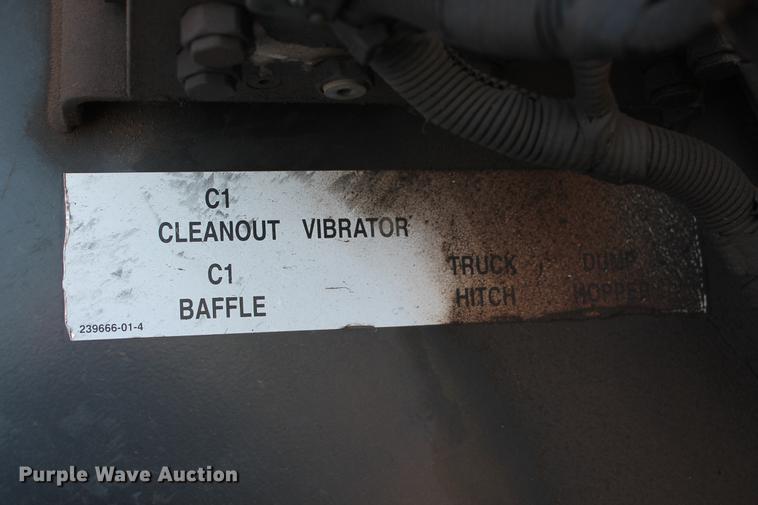 C1
CLEANOUT VIBRATOR
C1 TRUCK DUMP
BAFFLE HITCH HOPPER
239666-01-4
Purple Wave Auction